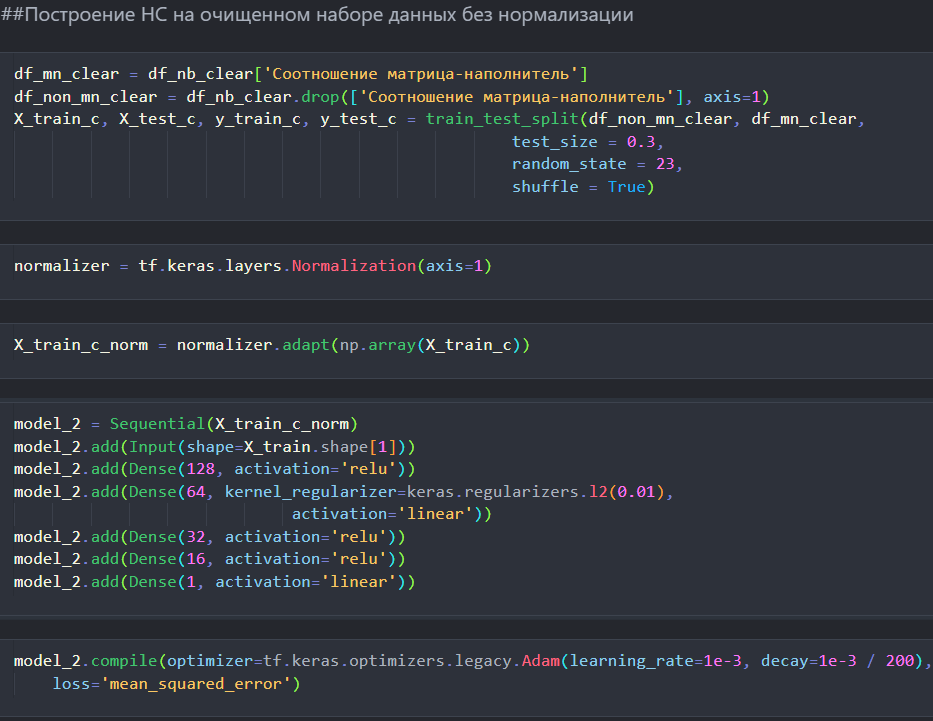 ##Построение НС на очищенном наборе данных без нормализации
df_mn_clear = df_nb_clear['Соотношение матрица-наполнитель']
df_non_mn_clear = df_nb_clear.drop(['Соотношение матрица-наполнитель'], axis=1)
X_train_c, X_test_c, y_train_c, y_test_c = train_test_split(df_non_mn_clear, df_mn_clear,
test_size = 0.3,
random_state = 23,
shuffle = True)
normalizer = tf.keras.layers.Normalization(axis=1)
X_train_c_norm = normalizer.adapt(np.array(X_train_c))
model_2 = Sequential(X_train_c_norm)
model_2.add(Input(shape=X_train.shape[1]))
model_2.add(Dense(128, activation='relu'))
model_2.add(Dense(64, kernel_regularizer=keras.regularizers.l2(0.01),
activation='linear'))
model_2.add(Dense(32, activation='relu'))
model_2.add(Dense(16, activation='relu'))
model_2.add(Dense(1, activation='linear'))
model_2.compile(optimizer=tf.keras.optimizers.legacy.Adam(learning_rate=1e-3, decay=1e-3 / 200),
loss='mean_squared_error')